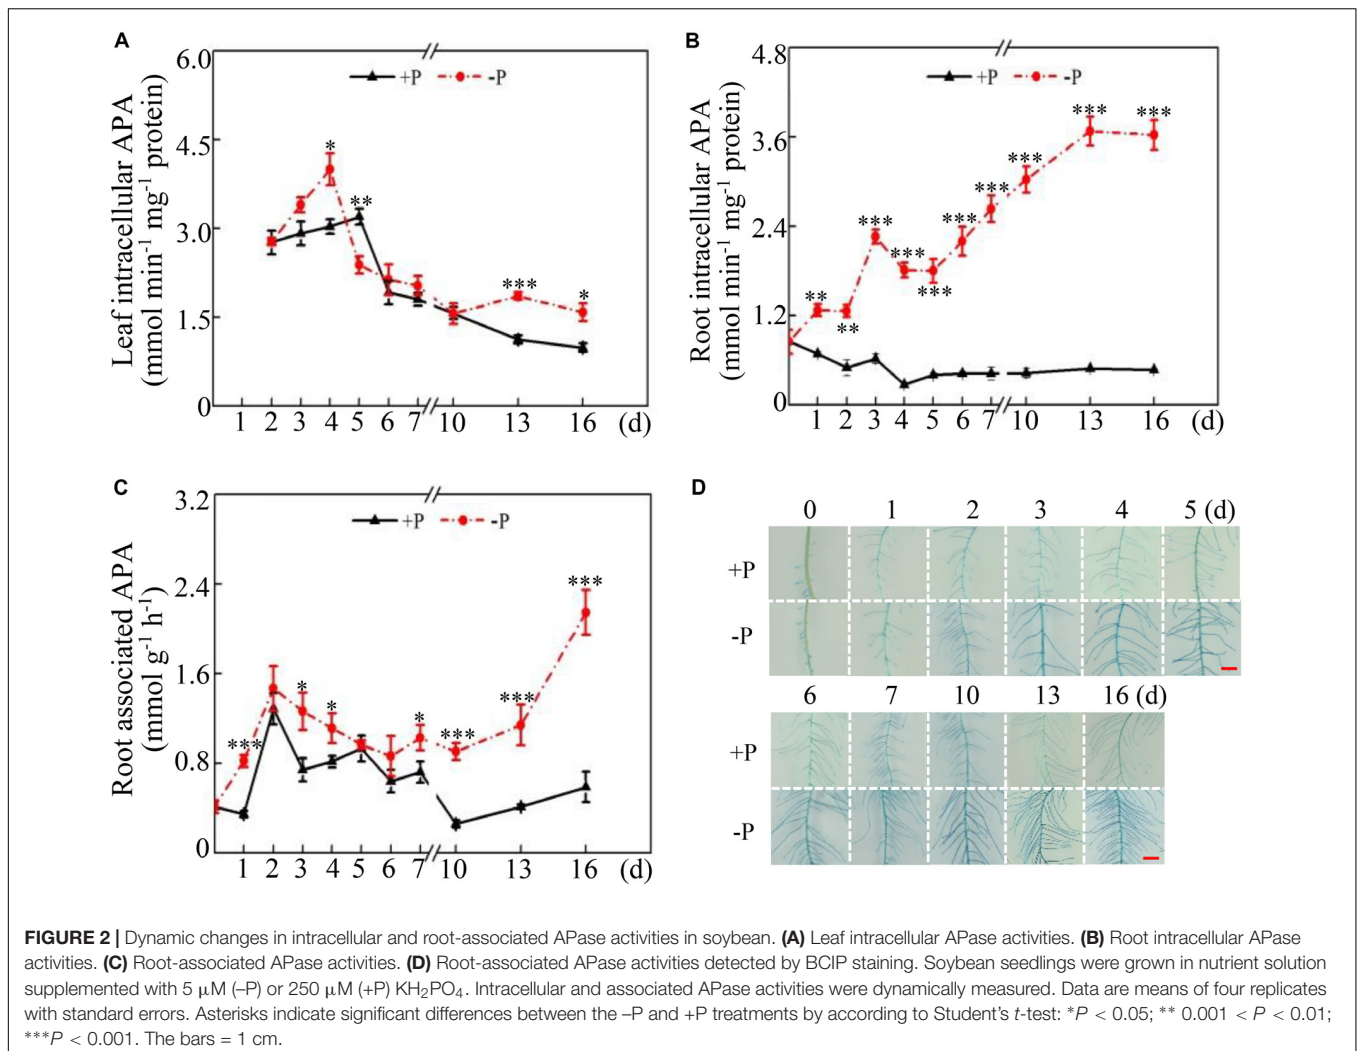 A
6.0
4.5
3.0
1.5
0
Leaf intracellular APA
(mmol min⁻¹ mg⁻¹ protein)
+P -P
*
**
***
*
1 2 3 4 5 6 7 10 13 16 (d)
B
4.8
3.6
2.4
1.2
0
Root intracellular APA
(mmol min⁻¹ mg⁻¹ protein)
+P -P
**
**
***
***
***
***
***
***
***
***
1 2 3 4 5 6 7 10 13 16 (d)
C
3.2
2.4
1.6
0.8
0
Root associated APA
(mmol g⁻¹ h⁻¹)
+P -P
***
*
*
*
***
***
***
1 2 3 4 5 6 7 10 13 16 (d)
D
0 1 2 3 4 5 (d)
+P
-P
6 7 10 13 16 (d)
+P
-P
FIGURE 2 | Dynamic changes in intracellular and root-associated APase activities in soybean. (A) Leaf intracellular APase activities. (B) Root intracellular APase
activities. (C) Root-associated APase activities. (D) Root-associated APase activities detected by BCIP staining. Soybean seedlings were grown in nutrient solution
supplemented with 5 μM (–P) or 250 μM (+P) KH₂PO₄. Intracellular and associated APase activities were dynamically measured. Data are means of four replicates
with standard errors. Asterisks indicate significant differences between the –P and +P treatments by according to Student's t-test: *P < 0.05; ** 0.001 < P < 0.01;
***P < 0.001. The bars = 1 cm.